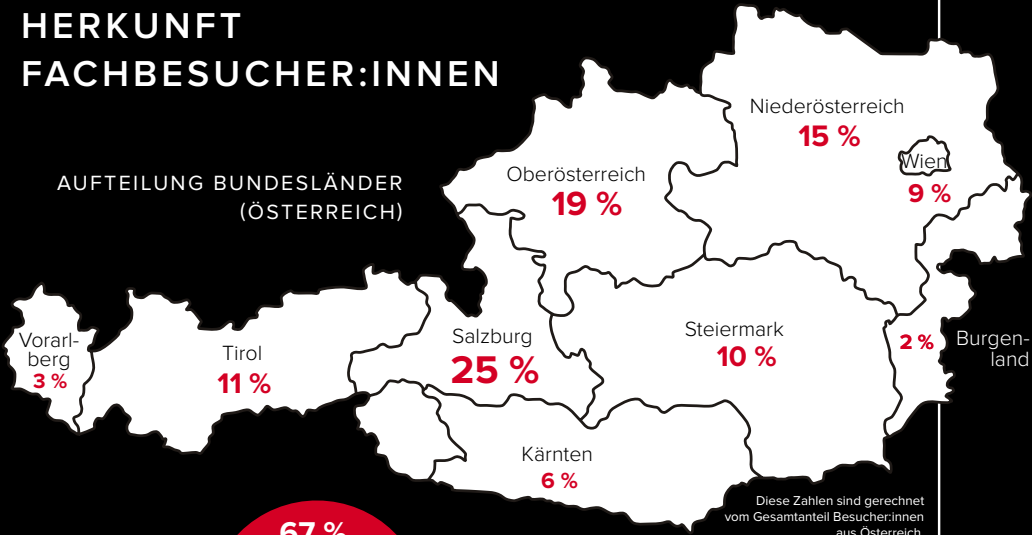 HERKUNFT
FACHBESUCHER:INNEN
AUFTEILUNG BUNDESLÄNDER
(ÖSTERREICH)
Niederösterreich
15 %
Wien
9 %
Oberösterreich
19 %
Vorarl-
berg
3 %
Tirol
11 %
Salzburg
25 %
Steiermark
10 %
2 %
Burgen-
land
Kärnten
6 %
Diese Zahlen sind gerechnet
vom Gesamtanteil Besucher:innen
aus Österreich.
67 %